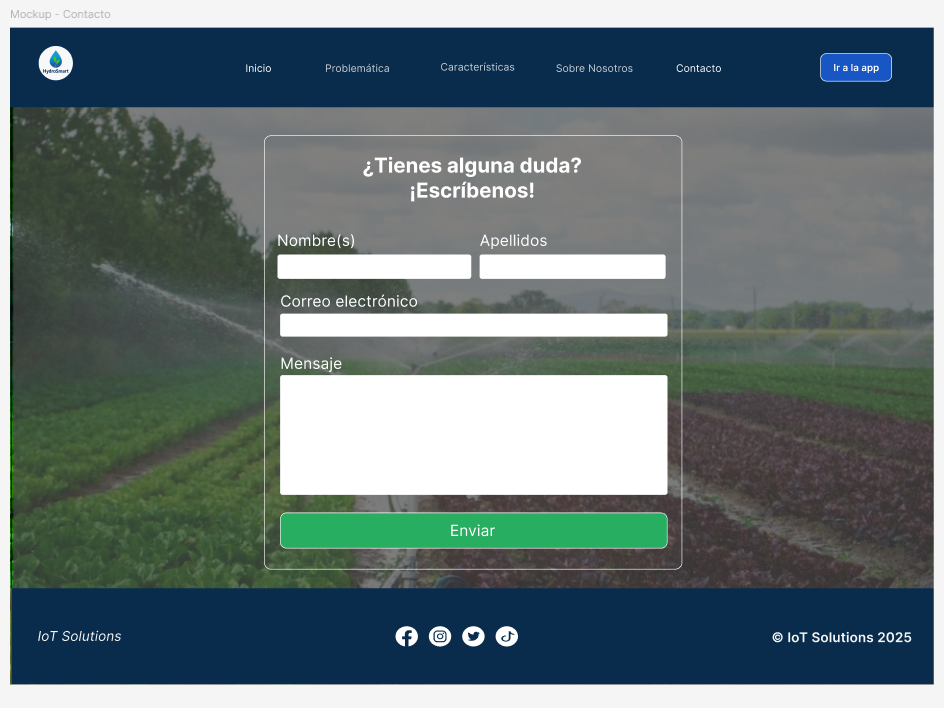 Mockup - Contacto
HydroSmart
Inicio
Problemática
Características
Sobre Nosotros
Contacto
Ir a la app
¿Tienes alguna duda?
¡Escríbenos!
Nombre(s)
Apellidos
Correo electrónico
Mensaje
Enviar
IoT Solutions
© IoT Solutions 2025